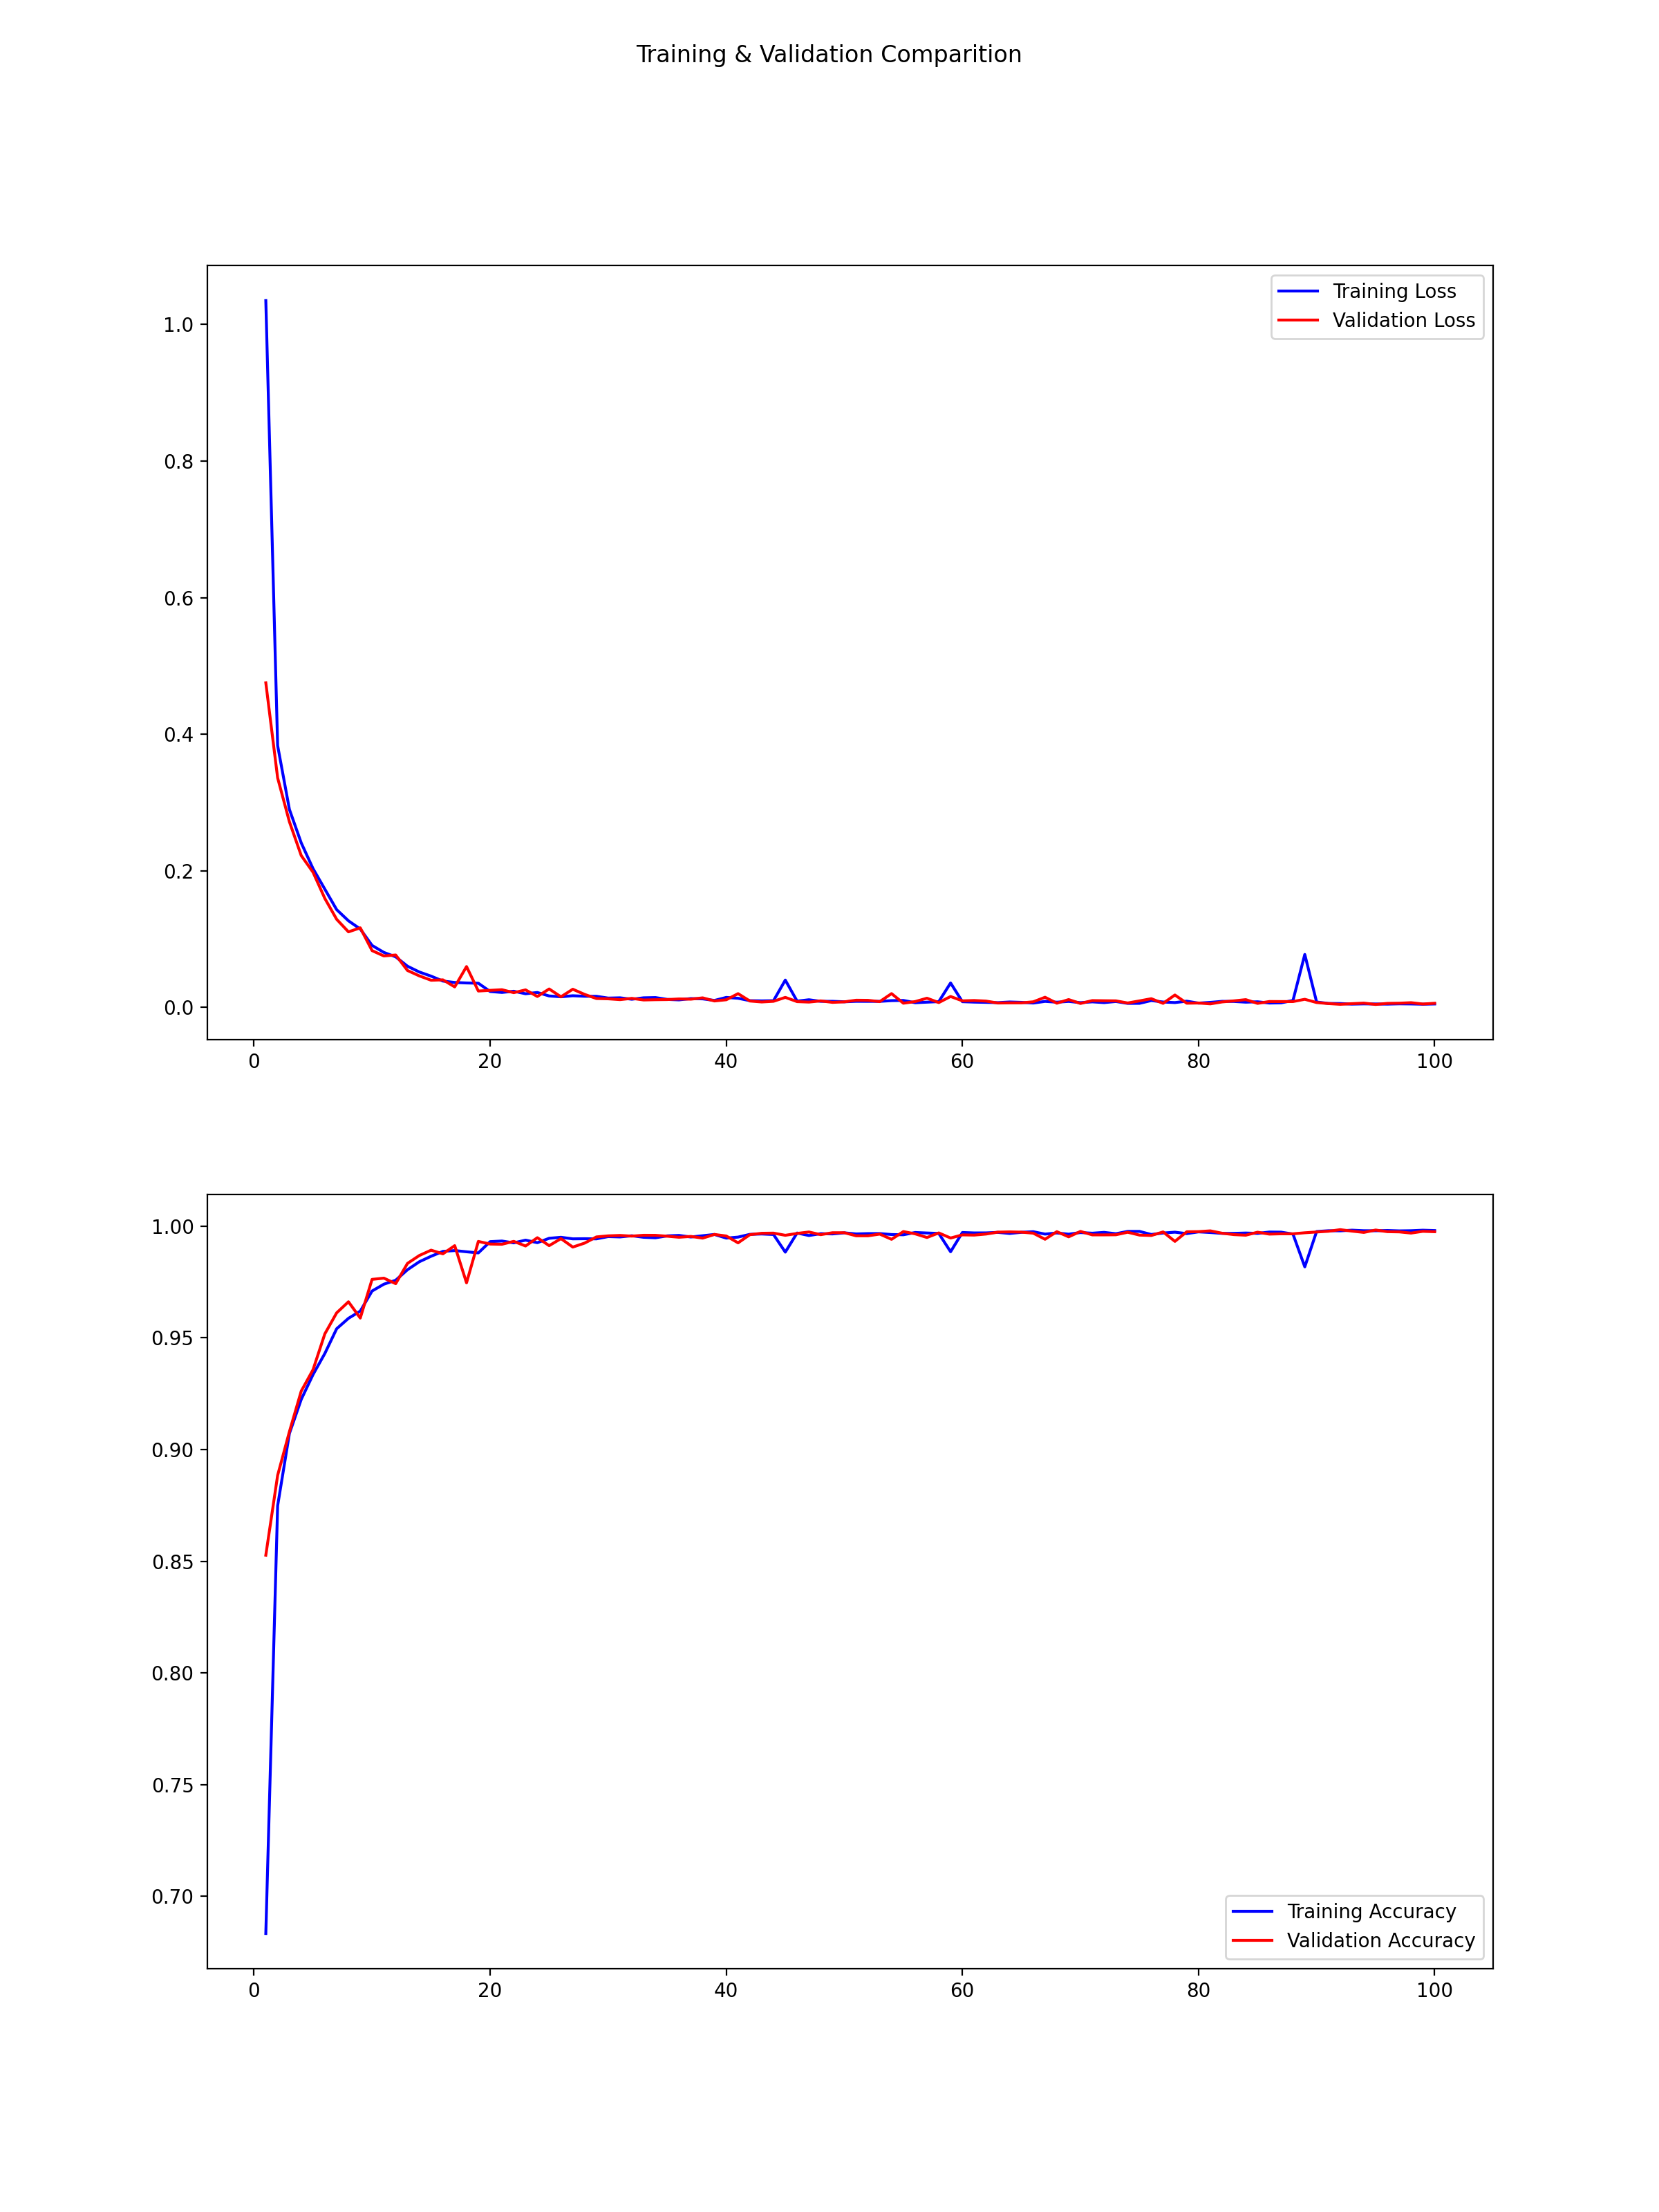 Training & Validation Comparition
Training Loss
Validation Loss
1.0
0.8
0.6
0.4
0.2
0.0
0 20 40 60 80 100
1.00
0.95
0.90
0.85
0.80
0.75
0.70
Training Accuracy
Validation Accuracy
0 20 40 60 80 100